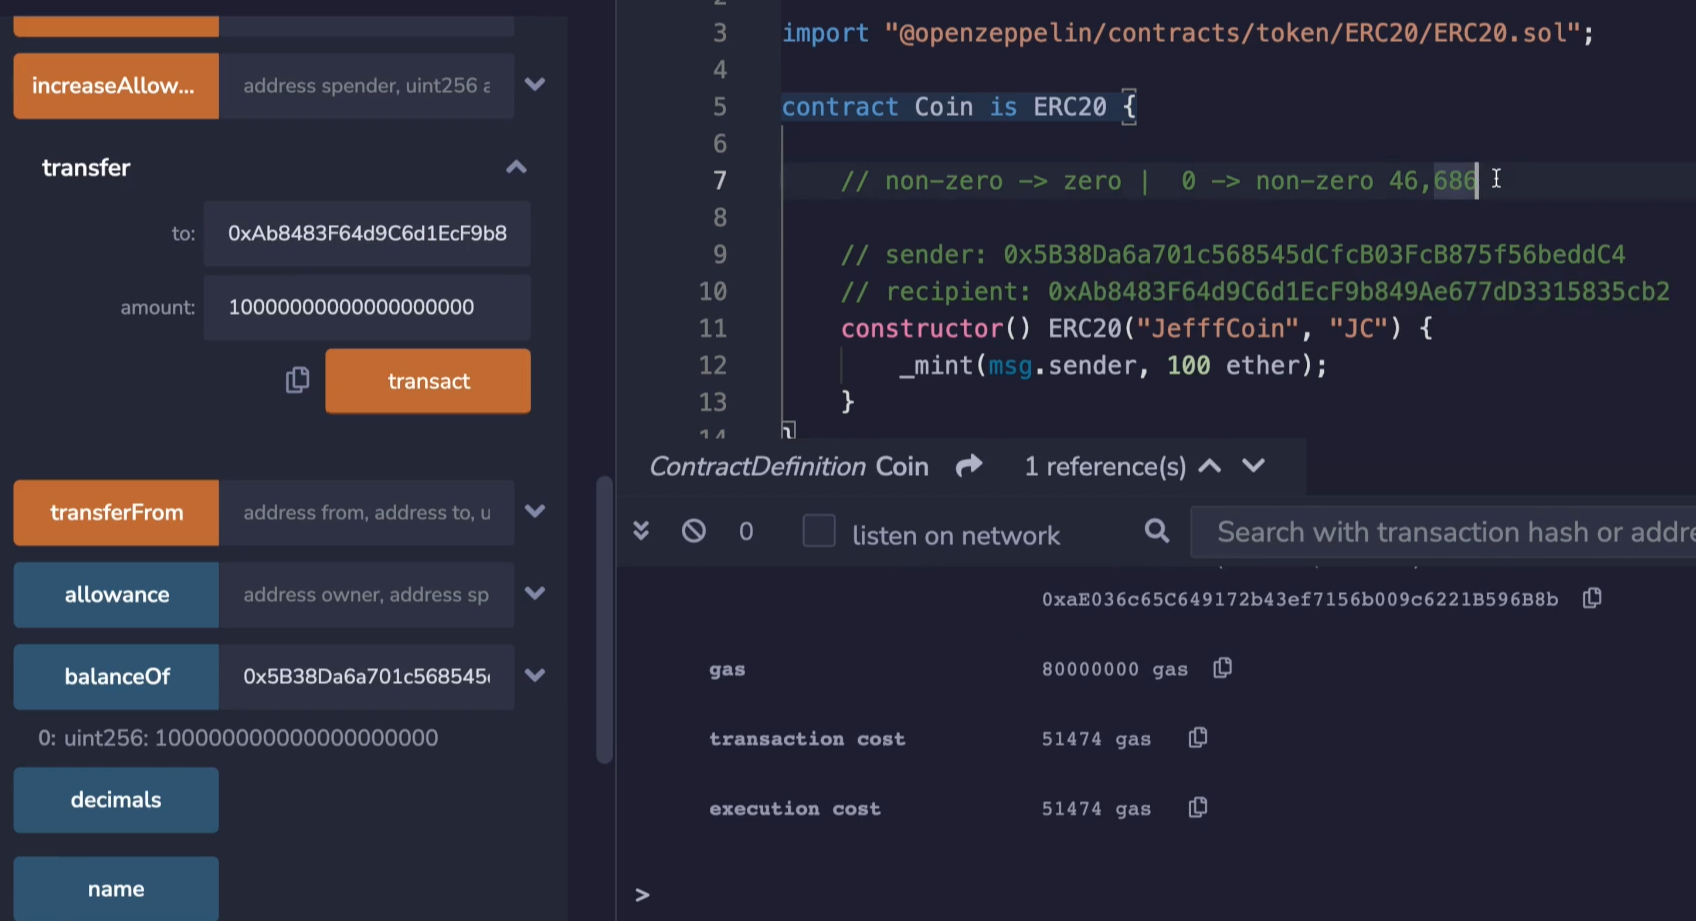 increaseAllow...
address spender, uint256 a
transfer
to:
0xAb8483F64d9C6d1EcF9b8
amount:
10000000000000000000
transact
transferFrom
address from, address to, u
allowance
address owner, address sp
balanceOf
0x5B38Da6a701c568545
0: uint256: 100000000000000000000
decimals
name
2
3 import "@openzeppelin/contracts/token/ERC20/ERC20.sol";
4
5 contract Coin is ERC20 {
6
7 // non-zero -> zero | 0 -> non-zero 46,686
8
9 // sender: 0x5B38Da6a701c568545dCfcB03FcB875f56beddC4
10 // recipient: 0xAb8483F64d9C6d1EcF9b849Ae677dD3315835cb2
11 constructor() ERC20("JefffCoin", "JC") {
12 _mint(msg.sender, 100 ether);
13 }
14 }
ContractDefinition Coin 1 reference(s)
0 listen on network
Search with transaction hash or addre
0xaE036c65C649172b43ef7156b009c6221B596B8b
gas 80000000 gas
transaction cost 51474 gas
execution cost 51474 gas
>